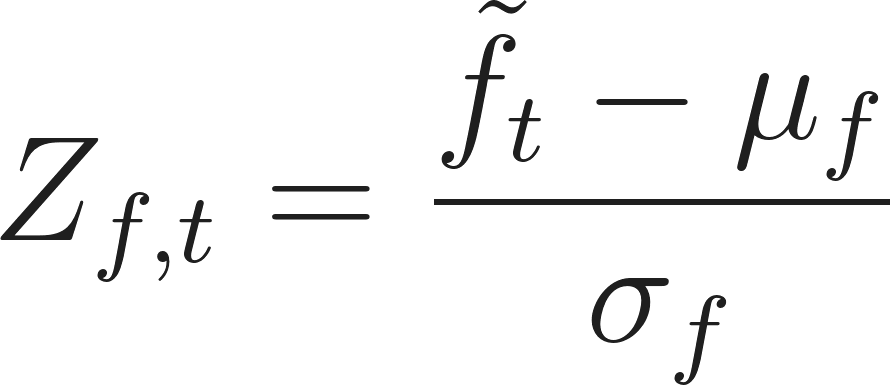 Z_{f,t} = \frac{\tilde{f}_t - \mu_f}{\sigma_f}